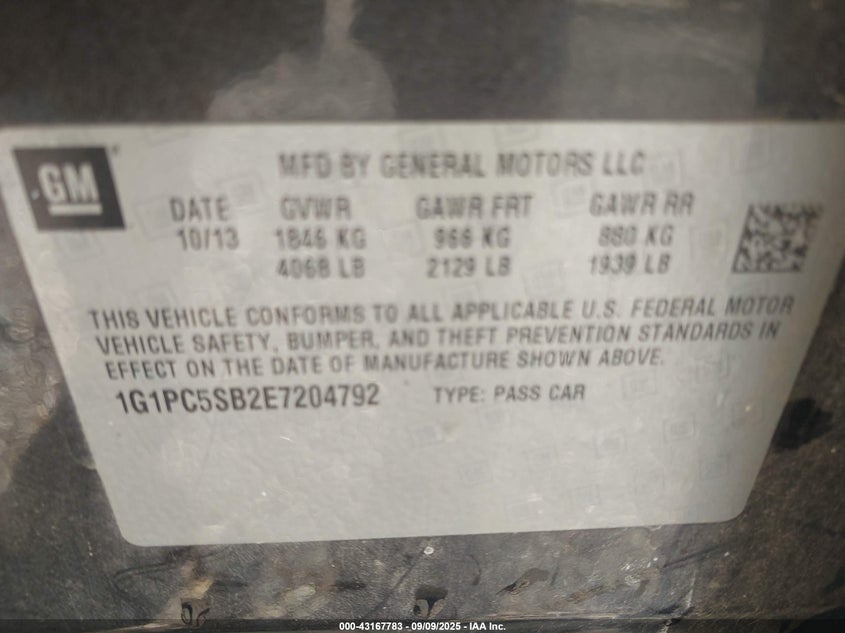 GM
MFD BY GENERAL MOTORS LLC
DATE GVWR GAWR FRT GAWR RR
10/13 1846 KG 966 KG 880 KG
4068 LB 2129 LB 1939 LB
THIS VEHICLE CONFORMS TO ALL APPLICABLE U.S. FEDERAL MOTOR
VEHICLE SAFETY, BUMPER, AND THEFT PREVENTION STANDARDS IN
EFFECT ON THE DATE OF MANUFACTURE SHOWN ABOVE.
1G1PC5SB2E7204792 TYPE: PASS CAR
000-43167783 - 09/09/2025 - IAA Inc.